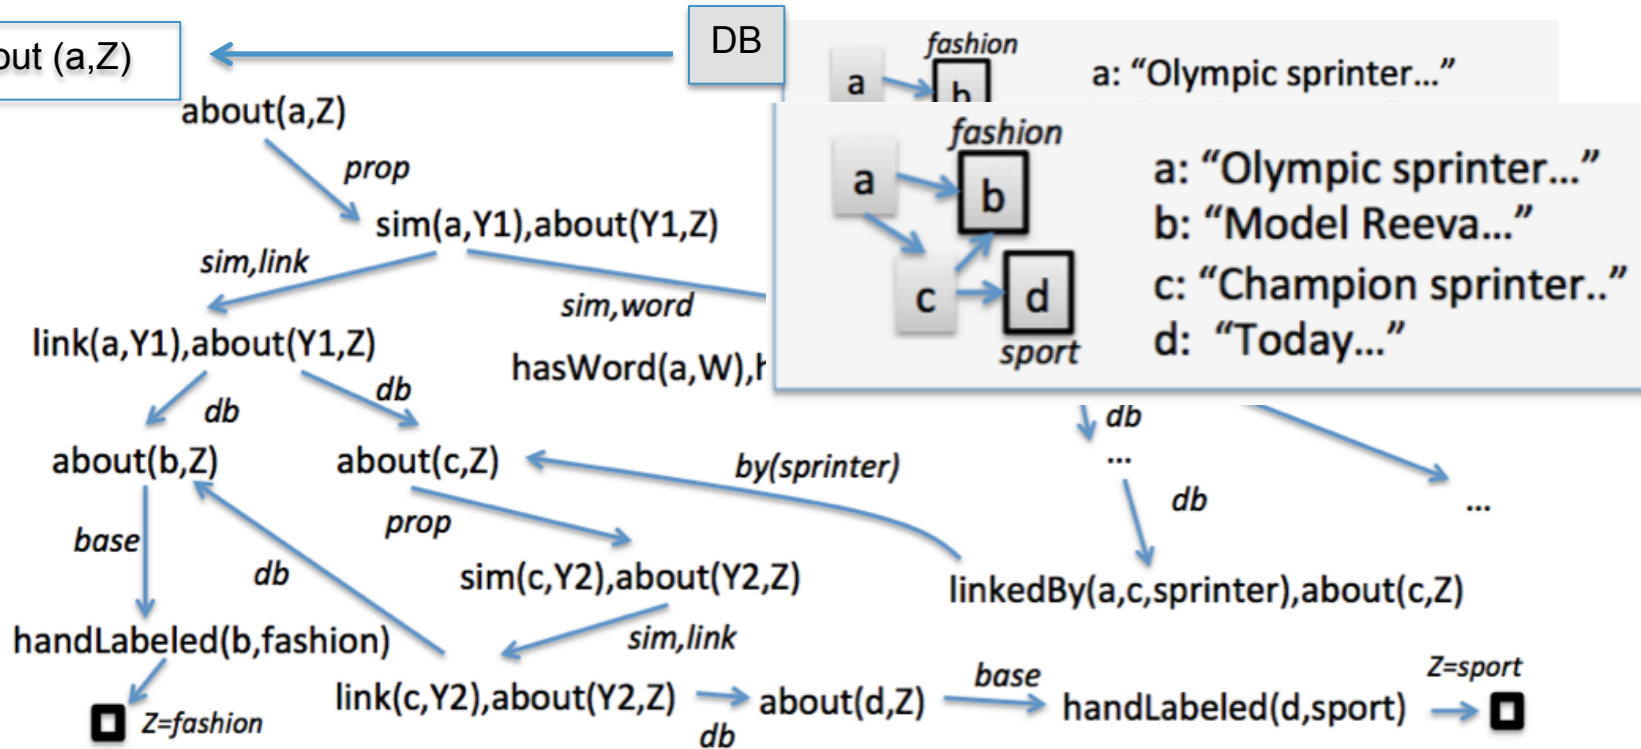 out (a,Z)
DB
fashion
a
b
a: “Olympic sprinter…”
about(a,Z)
prop
fashion
a
b
c
d
sport
a: “Olympic sprinter…”
b: “Model Reeva…”
c: “Champion sprinter..”
d: “Today…”
sim(a,Y1),about(Y1,Z)
sim,link
sim,word
link(a,Y1),about(Y1,Z)
hasWord(a,W),h
db
db
db
...
about(b,Z)
about(c,Z)
by(sprinter)
db
...
base
prop
db
sim(c,Y2),about(Y2,Z)
linkedBy(a,c,sprinter),about(c,Z)
handLabeled(b,fashion)
sim,link
Z=fashion
link(c,Y2),about(Y2,Z)
db
about(d,Z)
base
handLabeled(d,sport)
Z=sport